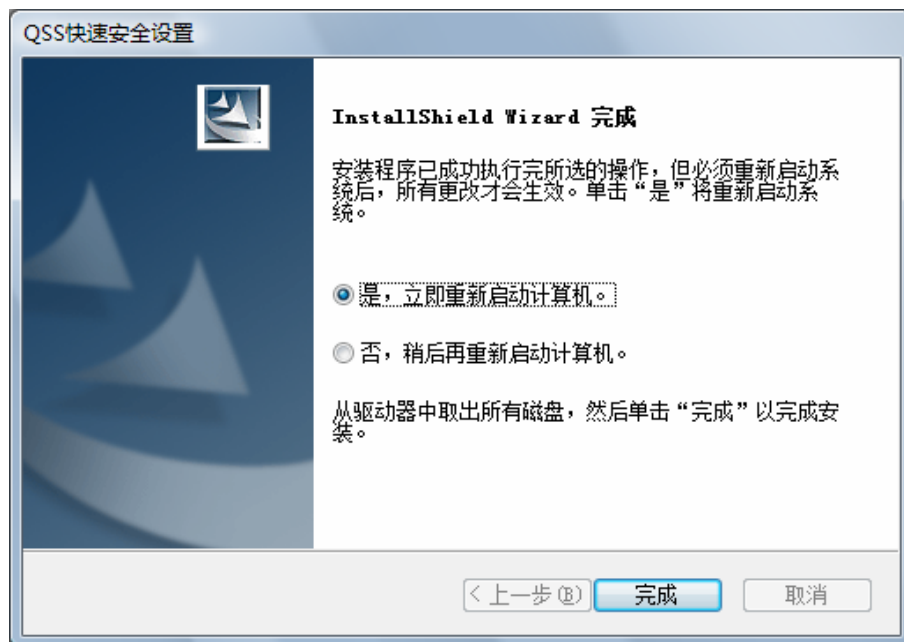 QSS快速安全设置
InstallShield Wizard 完成
安装程序已成功执行完所选的操作，但必须重新启动系
统后，所有更改才会生效。单击“是”将重新启动系
统。
是，立即重新启动计算机。
否，稍后再重新启动计算机。
从驱动器中取出所有磁盘，然后单击“完成”以完成安
装。
< 上一步(B)
完成
取消